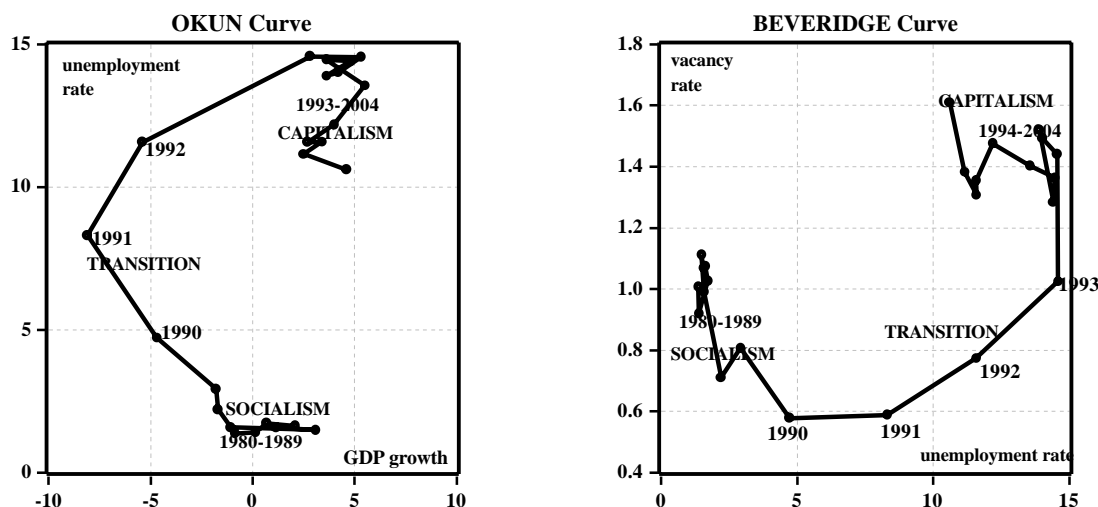 OKUN Curve
15
unemployment
rate
1993-2004
CAPITALISM
1992
10
1991
TRANSITION
1990
5
SOCIALISM
1980-1989
GDP growth
0
-10
-5
0
5
10
BEVERIDGE Curve
1.8
vacancy
rate
1.6
CAPITALISM
1994-2004
1.4
1.2
1.0
1993
1980-1989
TRANSITION
0.8
SOCIALISM
1992
0.6
1990
1991
unemployment rate
0.4
0
5
10
15